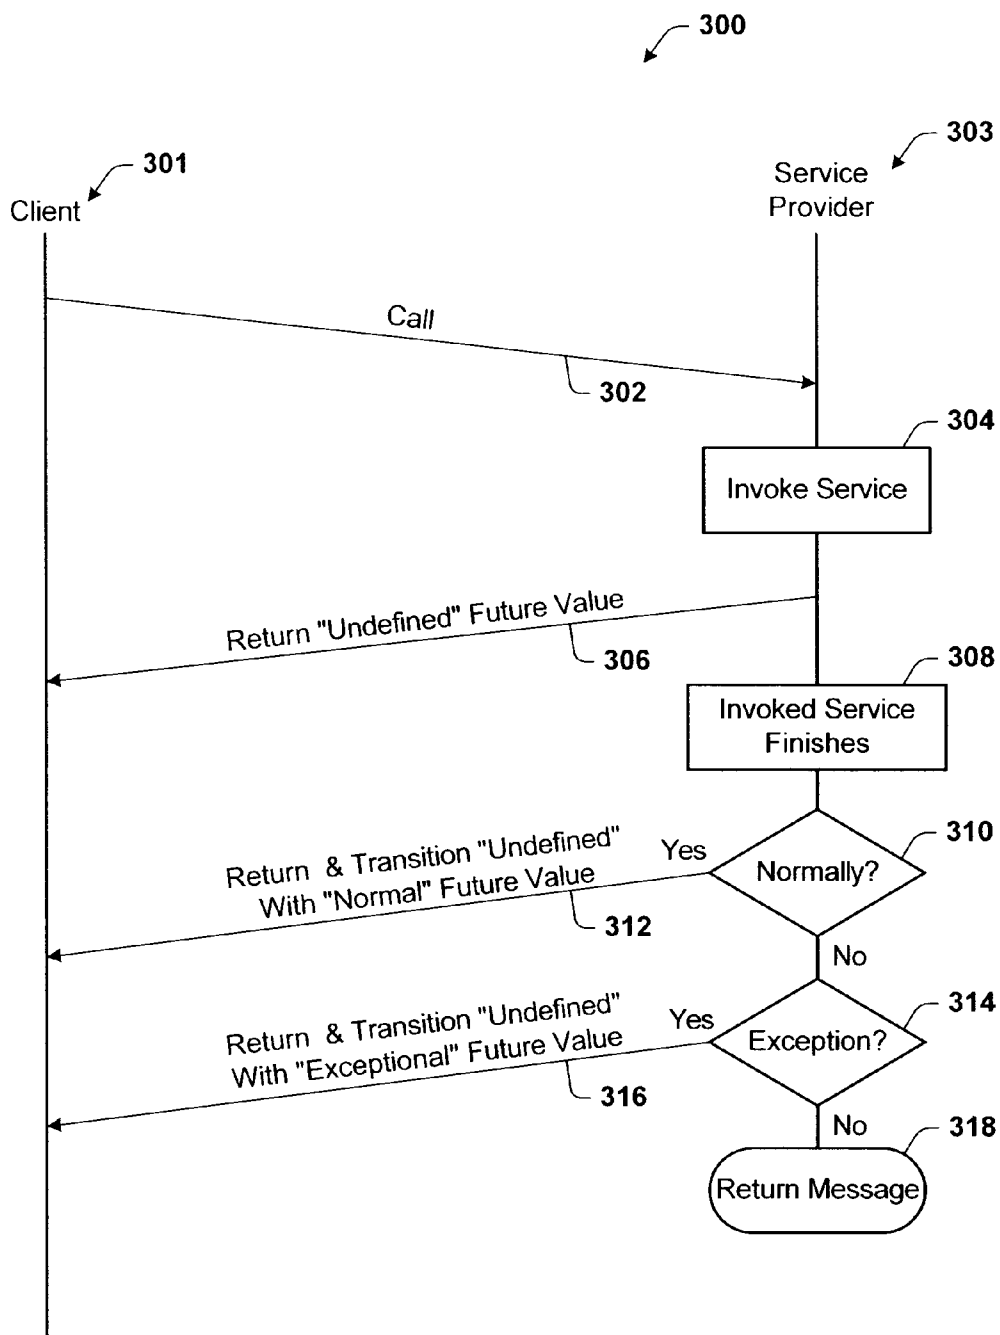 300
303
301
Service
Provider
Client
Call
302
304
Invoke Service
Return "Undefined" Future Value
306
308
Invoked Service
Finishes
310
Return & Transition "Undefined"
With "Normal" Future Value
Yes
Normally?
312
No
314
Return & Transition "Undefined"
With "Exceptional" Future Value
Yes
Exception?
316
No
318
Return Message